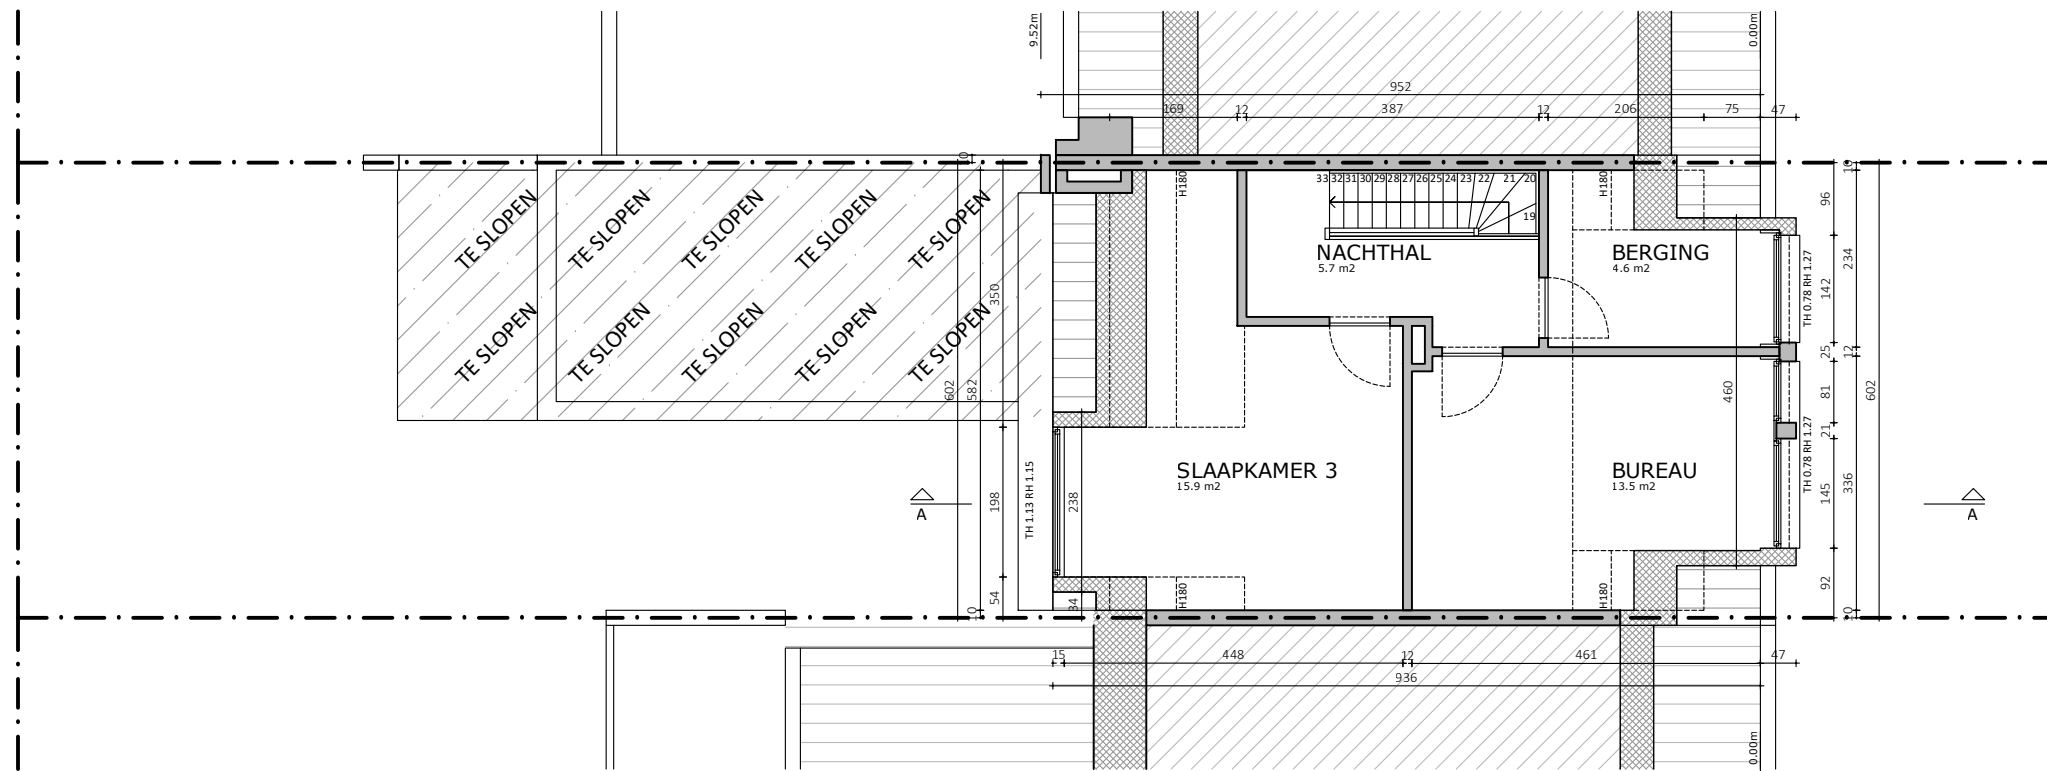 9.52m
0.00m
952
169
12
387
12
206
75
47
10
10
TE SLOPEN
TE SLOPEN
TE SLOPEN
TE SLOPEN
TE SLOPEN
H180
33 32 31 30 29 28 27 26 25 24 23 22 21 20
19
H180
96
NACHTHAL
5.7 m2
BERGING
4.6 m2
234
TH 0.78 RH 1.27
142
350
TE SLOPEN
TE SLOPEN
TE SLOPEN
TE SLOPEN
TE SLOPEN
25
12
602
582
460
81
602
21
SLAAPKAMER 3
15.9 m2
BUREAU
13.5 m2
TH 0.78 RH 1.27
TH 1.13 RH 1.15
198
238
145
336
A
A
54
34
H180
H180
92
10
10
15
448
12
461
47
936
0.00m